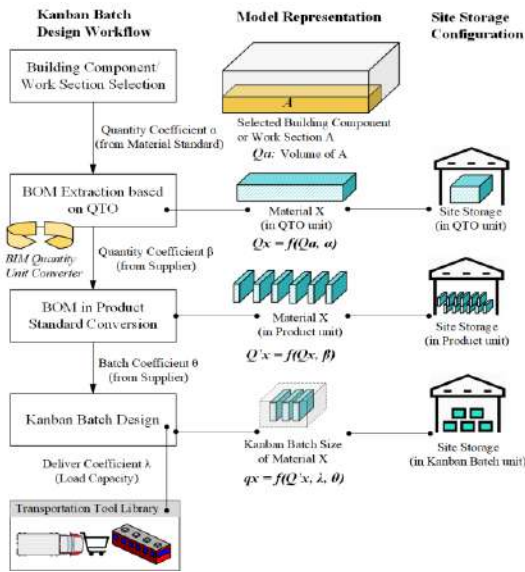 Kanban Batch
Design Workflow
Model Representation
Site Storage
Configuration
Building Component/
Work Section Selection
A
Quantity Coefficient α
(from Material Standard)
Selected Building Component
or Work Section A
Qa: Volume of A
BOM Extraction based
on QTO
Material X
(in QTO unit)
Qx = f(Qa, α)
Site Storage
(in QTO unit)
BIM Quantity
Unit Converter
Quantity Coefficient β
(from Supplier)
BOM in Product
Standard Conversion
Material X
(in Product unit)
Q'x = f(Qx, β)
Site Storage
(in Product unit)
Batch Coefficient θ
(from Supplier)
Kanban Batch Design
Kanban Batch Size
of Material X
qx = f(Q'x, λ, θ)
Site Storage
(in Kanban Batch unit)
Deliver Coefficient λ
(Load Capacity)
Transportation Tool Library